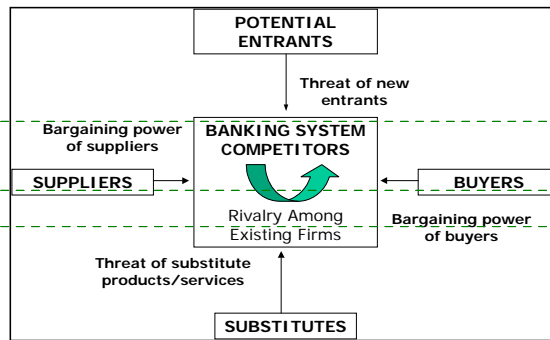 POTENTIAL
ENTRANTS
Threat of new
entrants
Bargaining power
of suppliers
BANKING SYSTEM
COMPETITORS
SUPPLIERS
BUYERS
Rivalry Among
Existing Firms
Bargaining power
of buyers
Threat of substitute
products/services
SUBSTITUTES